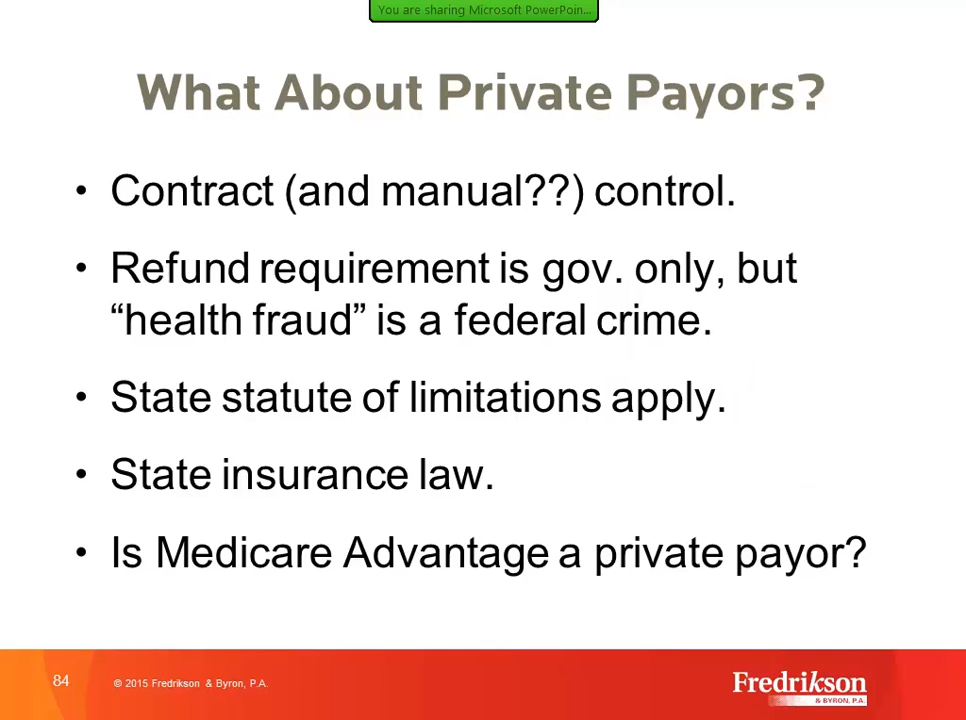 You are sharing Microsoft PowerPoin...
What About Private Payors?
• Contract (and manual??) control.
• Refund requirement is gov. only, but
“health fraud” is a federal crime.
• State statute of limitations apply.
• State insurance law.
• Is Medicare Advantage a private payor?
84
© 2015 Fredrikson & Byron, P.A.
Fredrikson
& BYRON, P.A.